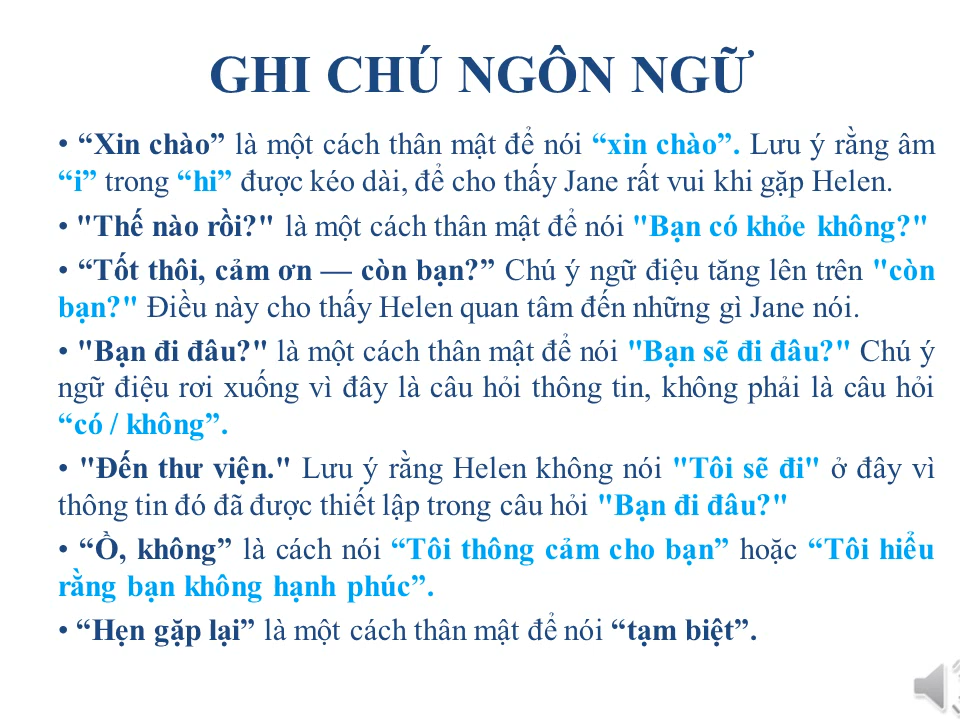 GHI CHÚ NGÔN NGỮ
• “Xin chào” là một cách thân mật để nói “xin chào”. Lưu ý rằng âm
“i” trong “hi” được kéo dài, để cho thấy Jane rất vui khi gặp Helen.
• "Thế nào rồi?" là một cách thân mật để nói "Bạn có khỏe không?"
• “Tốt thôi, cảm ơn — còn bạn?” Chú ý ngữ điệu tăng lên trên "còn
bạn?" Điều này cho thấy Helen quan tâm đến những gì Jane nói.
• "Bạn đi đâu?" là một cách thân mật để nói "Bạn sẽ đi đâu?" Chú ý
ngữ điệu rơi xuống vì đây là câu hỏi thông tin, không phải là câu hỏi
“có / không”.
• "Đến thư viện." Lưu ý rằng Helen không nói "Tôi sẽ đi" ở đây vì
thông tin đó đã được thiết lập trong câu hỏi "Bạn đi đâu?"
• “Ồ, không” là cách nói “Tôi thông cảm cho bạn” hoặc “Tôi hiểu
rằng bạn không hạnh phúc”.
• “Hẹn gặp lại” là một cách thân mật để nói “tạm biệt”.